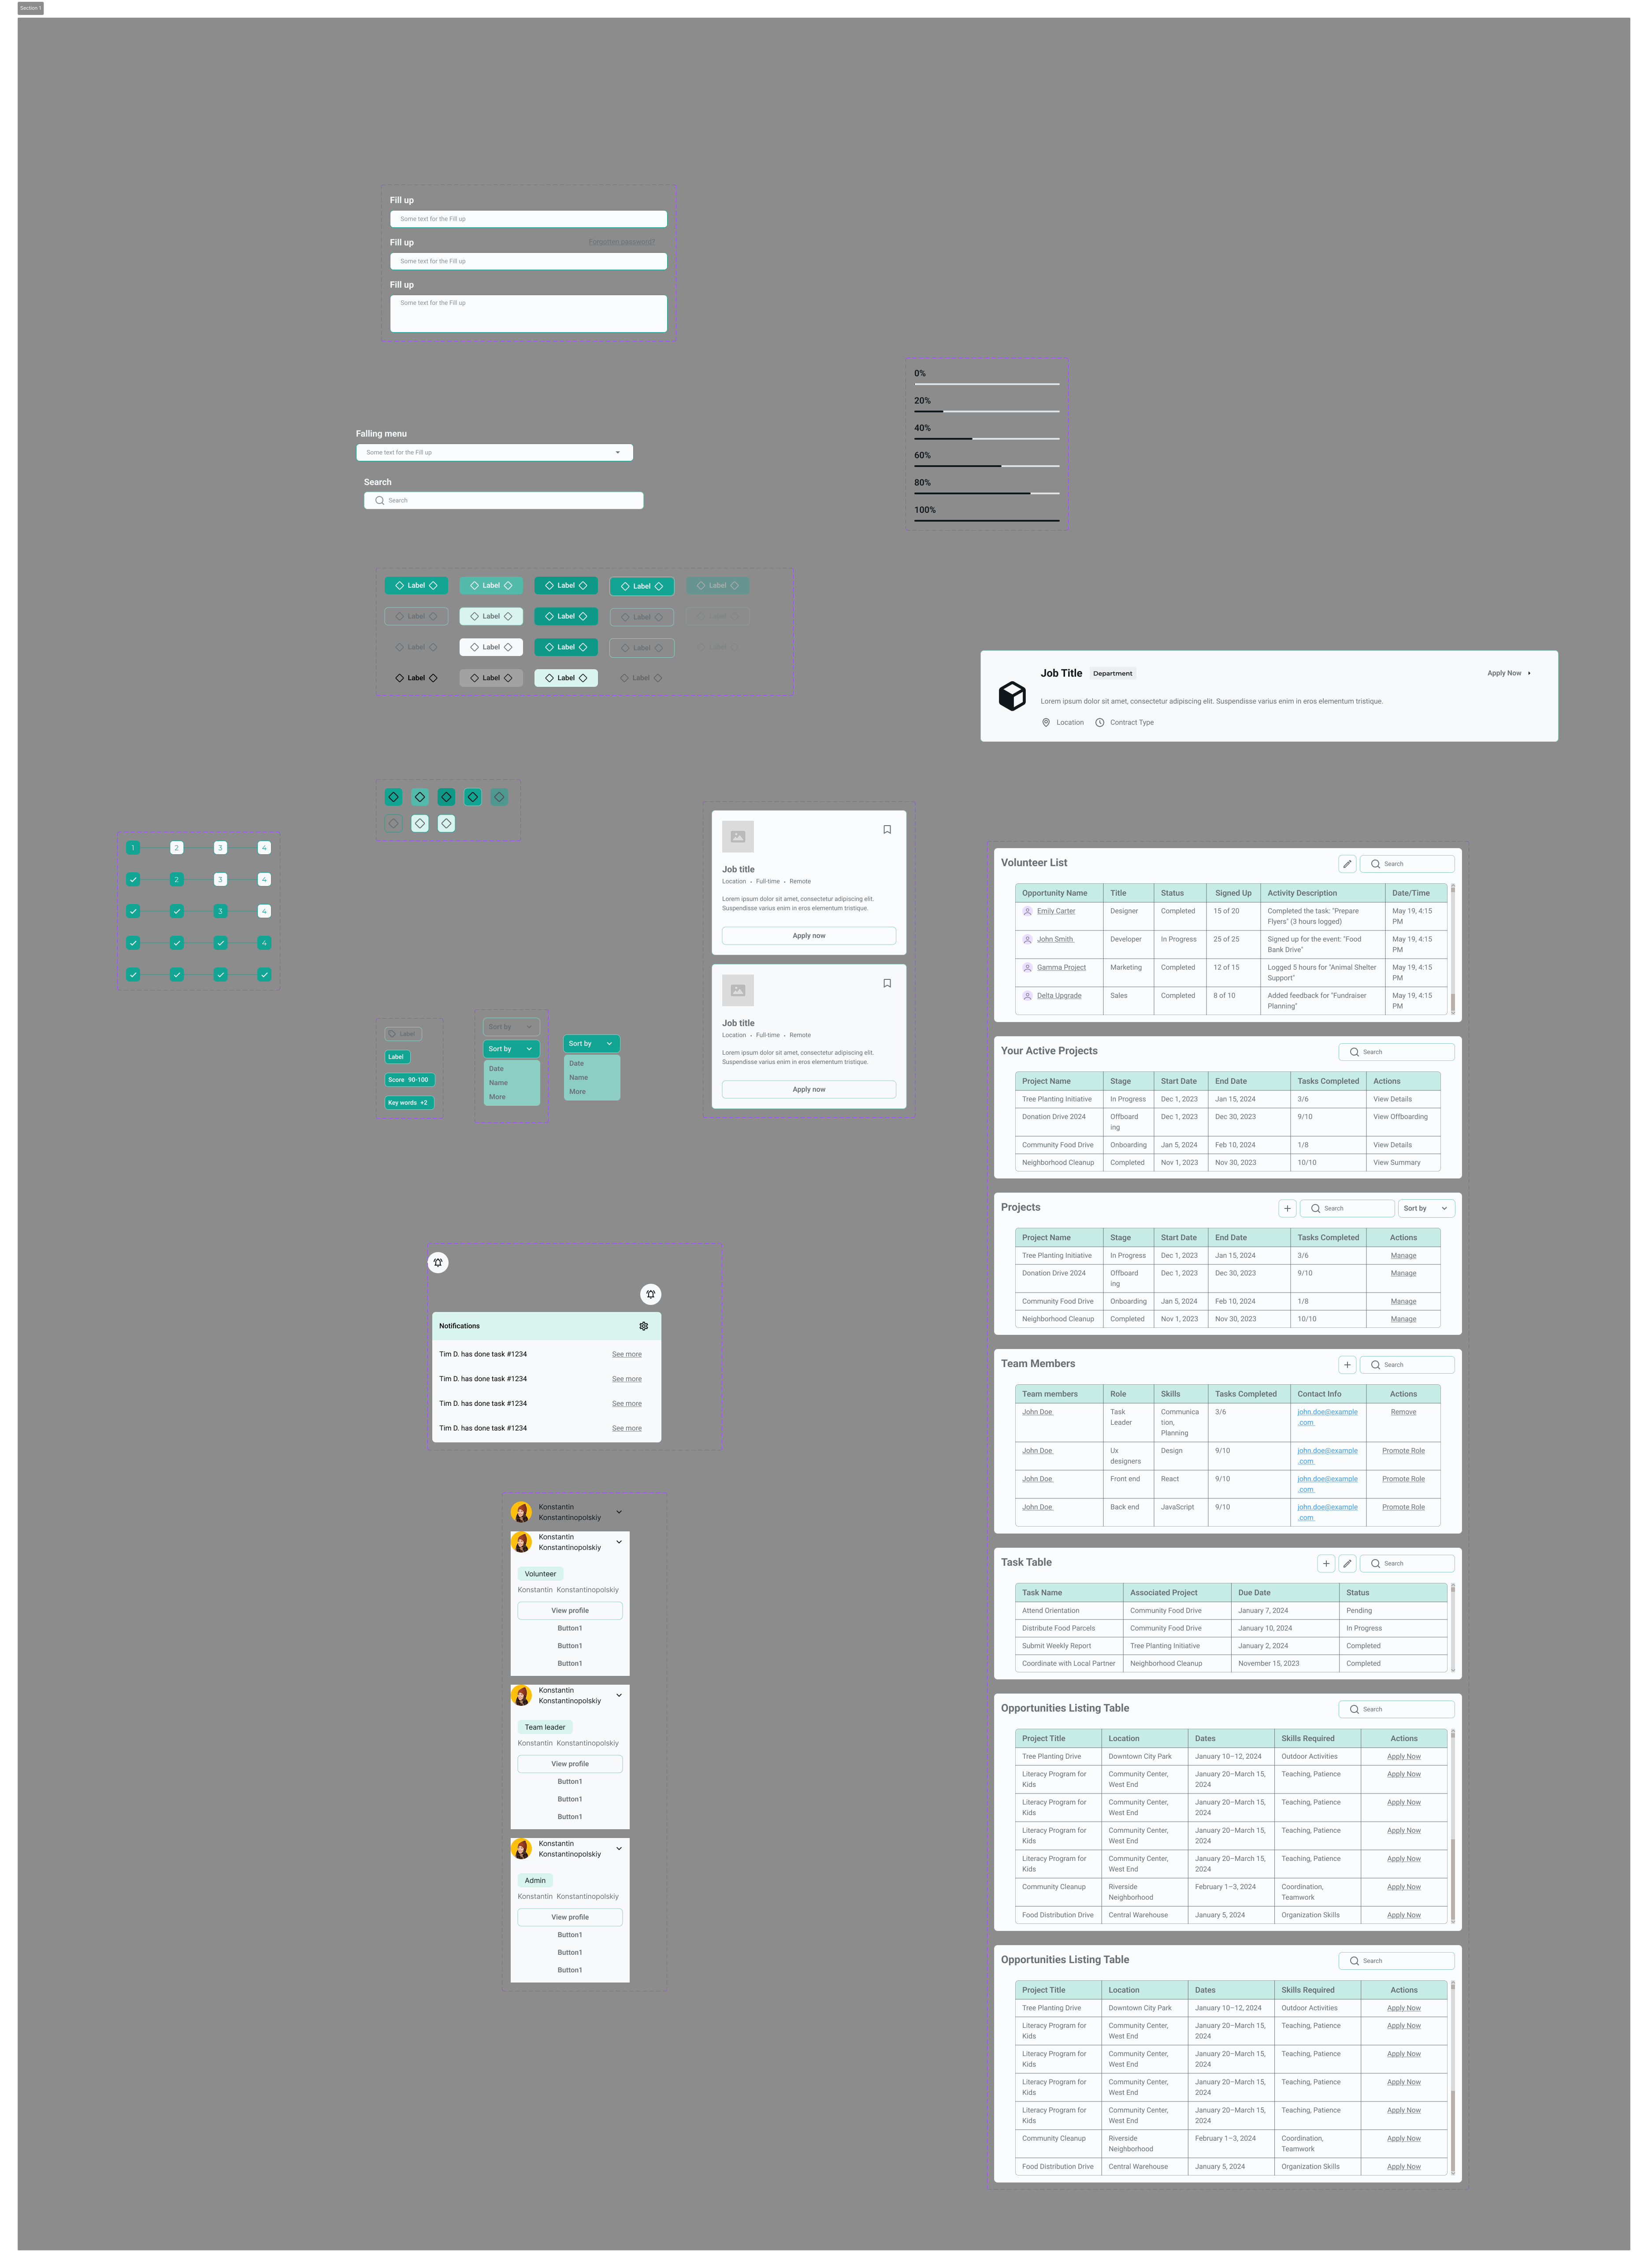 Section 1
Fill up
Some text for the Fill up
Fill up
Forgotten password?
Some text for the Fill up
Fill up
Some text for the Fill up
0%
20%
40%
60%
80%
100%
Falling menu
Some text for the Fill up
Search
Search
Label Label Label Label Label
Label Label Label Label Label
Label Label Label Label Label
Label Label Label Label
Job Title Department
Apply Now
Lorem ipsum dolor sit amet, consectetur adipiscing elit. Suspendisse varius enim in eros elementum tristique.
Location Contract Type
1 2 3 4
2 3 4
3 4
4
Job title
Location • Full-time • Remote
Lorem ipsum dolor sit amet, consectetur adipiscing elit.
Suspendisse varius enim in eros elementum tristique.
Apply now
Job title
Location • Full-time • Remote
Lorem ipsum dolor sit amet, consectetur adipiscing elit.
Suspendisse varius enim in eros elementum tristique.
Apply now
Label
Label
Score 90-100
Key words +2
Sort by
Sort by
Date
Name
More
Sort by
Date
Name
More
Notifications
Tim D. has done task #1234 See more
Tim D. has done task #1234 See more
Tim D. has done task #1234 See more
Tim D. has done task #1234 See more
Konstantin
Konstantinopolskiy
Konstantin
Konstantinopolskiy
Volunteer
Konstantin Konstantinopolskiy
View profile
Button1
Button1
Button1
Konstantin
Konstantinopolskiy
Team leader
Konstantin Konstantinopolskiy
View profile
Button1
Button1
Button1
Konstantin
Konstantinopolskiy
Admin
Konstantin Konstantinopolskiy
View profile
Button1
Button1
Button1
Volunteer List
Search
Opportunity Name Title Status Signed Up Activity Description Date/Time
Emily Carter Designer Completed 15 of 20 Completed the task: "Prepare May 19, 4:15
Flyers" (3 hours logged) PM
John Smith Developer In Progress 25 of 25 Signed up for the event: "Food May 19, 4:15
Bank Drive" PM
Gamma Project Marketing Completed 12 of 15 Logged 5 hours for "Animal Shelter May 19, 4:15
Support" PM
Delta Upgrade Sales Completed 8 of 10 Added feedback for "Fundraiser May 19, 4:15
Planning" PM
Your Active Projects
Search
Project Name Stage Start Date End Date Tasks Completed Actions
Tree Planting Initiative In Progress Dec 1, 2023 Jan 15, 2024 3/6 View Details
Donation Drive 2024 Offboard Dec 1, 2023 Dec 30, 2023 9/10 View Offboarding
ing
Community Food Drive Onboarding Jan 5, 2024 Feb 10, 2024 1/8 View Details
Neighborhood Cleanup Completed Nov 1, 2023 Nov 30, 2023 10/10 View Summary
Projects
Search
Sort by
Project Name Stage Start Date End Date Tasks Completed Actions
Tree Planting Initiative In Progress Dec 1, 2023 Jan 15, 2024 3/6 Manage
Donation Drive 2024 Offboard Dec 1, 2023 Dec 30, 2023 9/10 Manage
ing
Community Food Drive Onboarding Jan 5, 2024 Feb 10, 2024 1/8 Manage
Neighborhood Cleanup Completed Nov 1, 2023 Nov 30, 2023 10/10 Manage
Team Members
Search
Team members Role Skills Tasks Completed Contact Info Actions
John Doe Task Communica 3/6 john.doe@example Remove
Leader tion, .com
Planning
John Doe Ux Design 9/10 john.doe@example Promote Role
designers .com
John Doe Front end React 9/10 john.doe@example Promote Role
.com
John Doe Back end JavaScript 9/10 john.doe@example Promote Role
.com
Task Table
Search
Task Name Associated Project Due Date Status
Attend Orientation Community Food Drive January 7, 2024 Pending
Distribute Food Parcels Community Food Drive January 10, 2024 In Progress
Submit Weekly Report Tree Planting Initiative January 2, 2024 Completed
Coordinate with Local Partner Neighborhood Cleanup November 15, 2023 Completed
Opportunities Listing Table
Search
Project Title Location Dates Skills Required Actions
Tree Planting Drive Downtown City Park January 10–12, 2024 Outdoor Activities Apply Now
Literacy Program for Community Center, January 20–March 15, Teaching, Patience Apply Now
Kids West End 2024
Literacy Program for Community Center, January 20–March 15, Teaching, Patience Apply Now
Kids West End 2024
Literacy Program for Community Center, January 20–March 15, Teaching, Patience Apply Now
Kids West End 2024
Literacy Program for Community Center, January 20–March 15, Teaching, Patience Apply Now
Kids West End 2024
Community Cleanup Riverside February 1–3, 2024 Coordination, Apply Now
Neighborhood Teamwork
Food Distribution Drive Central Warehouse January 5, 2024 Organization Skills Apply Now
Opportunities Listing Table
Search
Project Title Location Dates Skills Required Actions
Tree Planting Drive Downtown City Park January 10–12, 2024 Outdoor Activities Apply Now
Literacy Program for Community Center, January 20–March 15, Teaching, Patience Apply Now
Kids West End 2024
Literacy Program for Community Center, January 20–March 15, Teaching, Patience Apply Now
Kids West End 2024
Literacy Program for Community Center, January 20–March 15, Teaching, Patience Apply Now
Kids West End 2024
Literacy Program for Community Center, January 20–March 15, Teaching, Patience Apply Now
Kids West End 2024
Community Cleanup Riverside February 1–3, 2024 Coordination, Apply Now
Neighborhood Teamwork
Food Distribution Drive Central Warehouse January 5, 2024 Organization Skills Apply Now